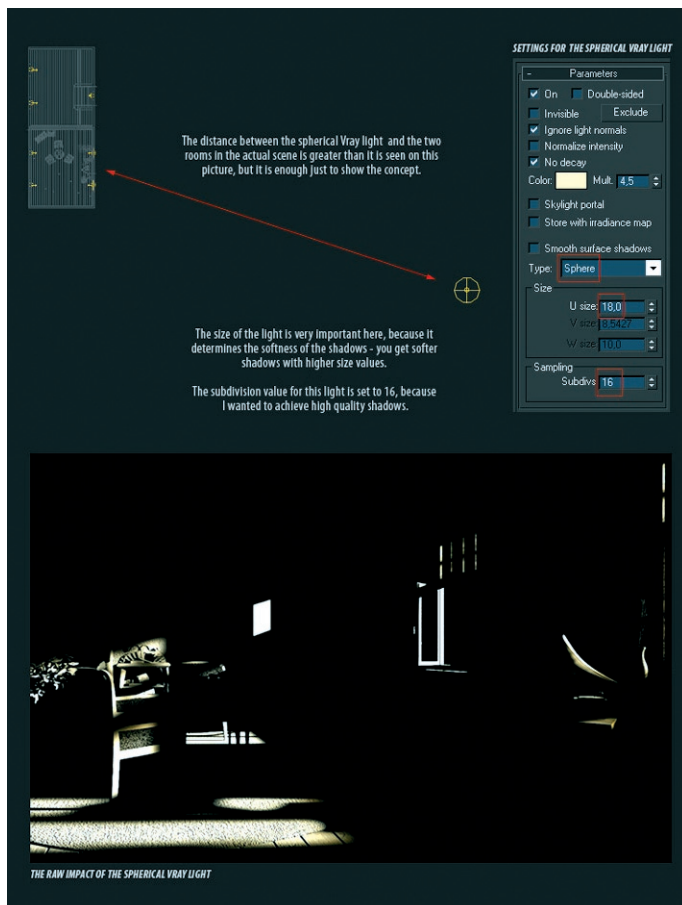 SETTINGS FOR THE SPHERICAL VRAY LIGHT
- Parameters
On Double-sided
Invisible Exclude
Ignore light normals
Normalize intensity
No decay
Color: Mult. 4,5
Skylight portal
Store with irradiance map
Smooth surface shadows
Type: Sphere
Size
U size: 18,0
V size: 8,5427
W size: 10,0
Sampling
Subdivs 16
The distance between the spherical Vray light and the two
rooms in the actual scene is greater than it is seen on this
picture, but it is enough just to show the concept.
The size of the light is very important here, because it
determines the softness of the shadows - you get softer
shadows with higher size values.
The subdivision value for this light is set to 16, because
I wanted to achieve high quality shadows.
THE RAW IMPACT OF THE SPHERICAL VRAY LIGHT